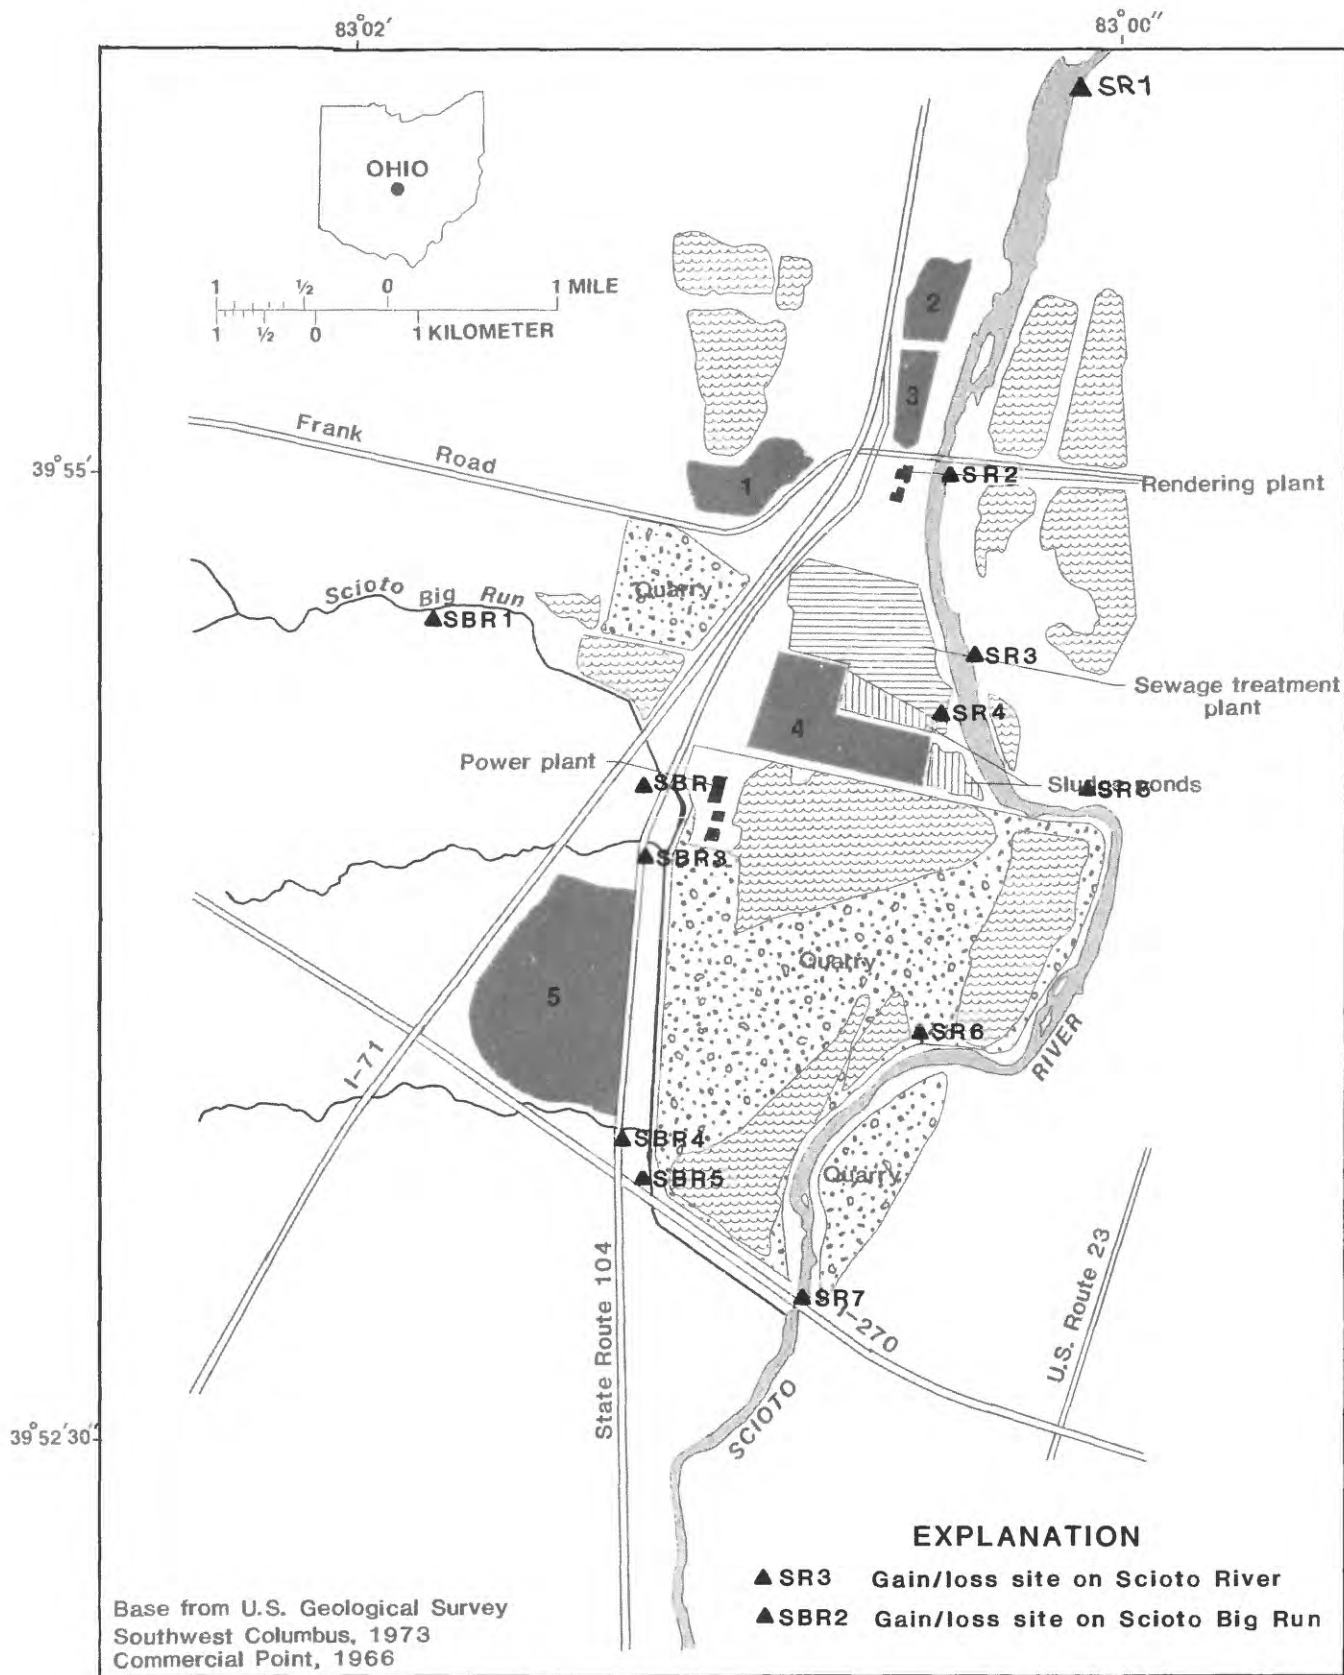 83°02′
83°00″
SR1
OHIO
1 ½ 0 1 MILE
1 ½ 0 1 KILOMETER
2
3
Frank Road
39°55′
1
SR2
Rendering plant
Quarry
Scioto Big Run
SBR1
SR3
Sewage treatment
plant
SR4
4
Power plant
SBR
Sludge ponds
SR5
SBR3
Quarry
5
SR6
RIVER
I-71
SBR4
SBR5
Quarry
State Route 104
SR7
I-270
U.S. Route 23
SCIOTO
39°52′30″
EXPLANATION
SR3 Gain/loss site on Scioto River
SBR2 Gain/loss site on Scioto Big Run
Base from U.S. Geological Survey
Southwest Columbus, 1973
Commercial Point, 1966